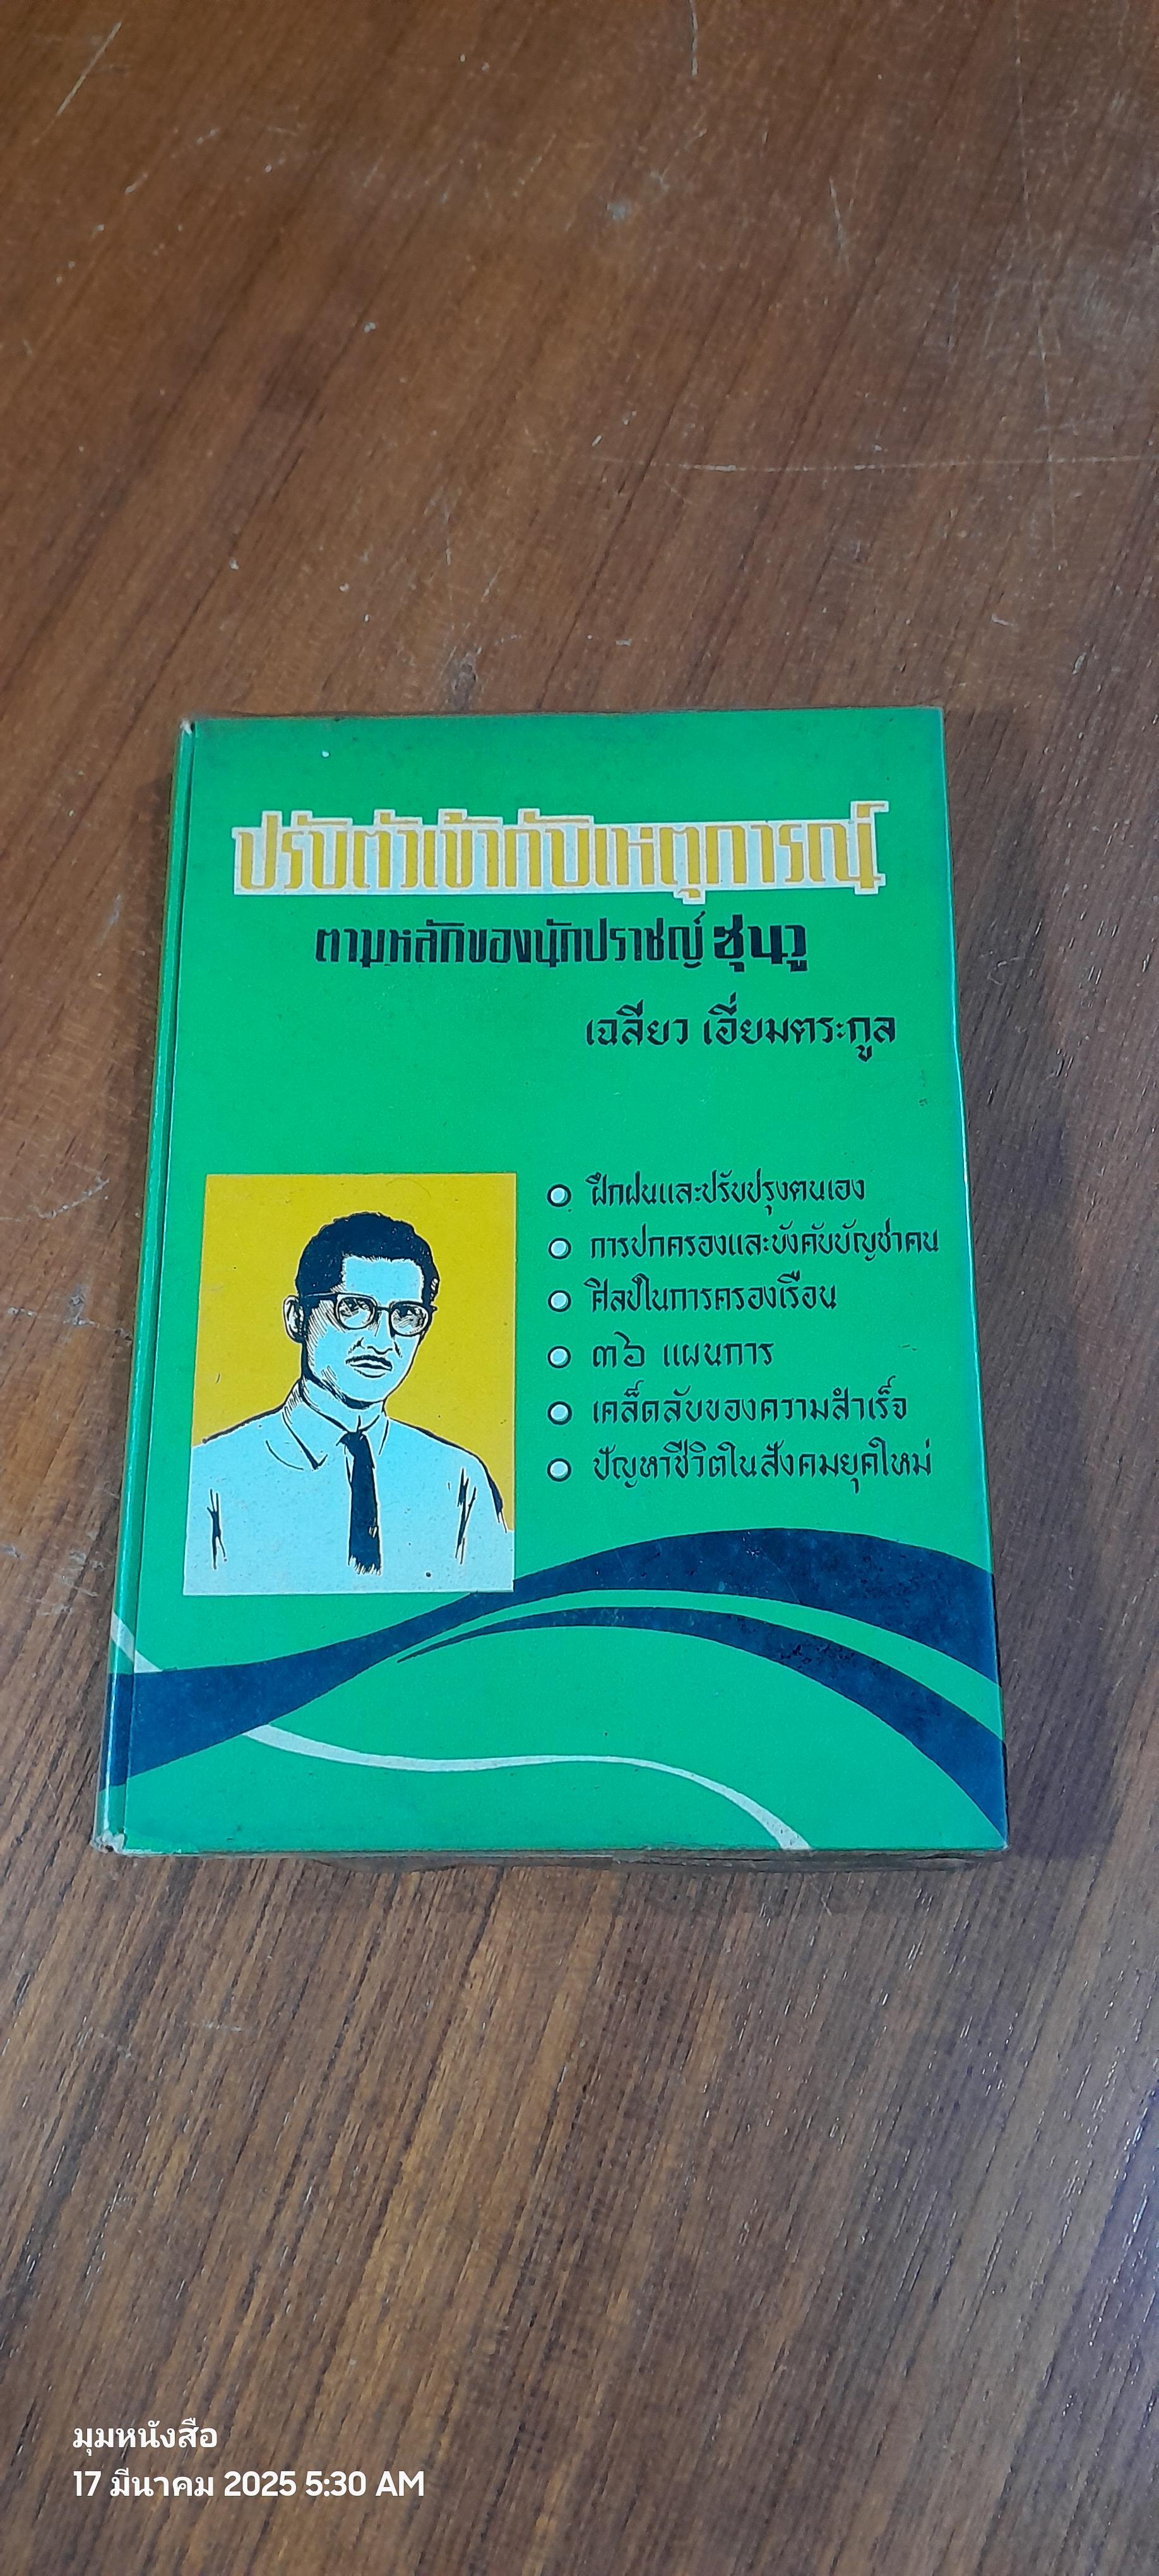 ปรับตัวเข้ากับเหตุการณ์
ตามหลักของนักปราชญ์ ซุนวู
เฉลียว เอี่ยมตระกูล
ฝึกฝนและปรับปรุงตนเอง
การปกครองและบังคับบัญชาคน
ศิลป์ในการครองเรือน
๓๖ แผนการ
เคล็ดลับของความสำเร็จ
ปัญหาชีวิตในสังคมยุคใหม่
มุมหนังสือ
17 มีนาคม 2025 5:30 AM